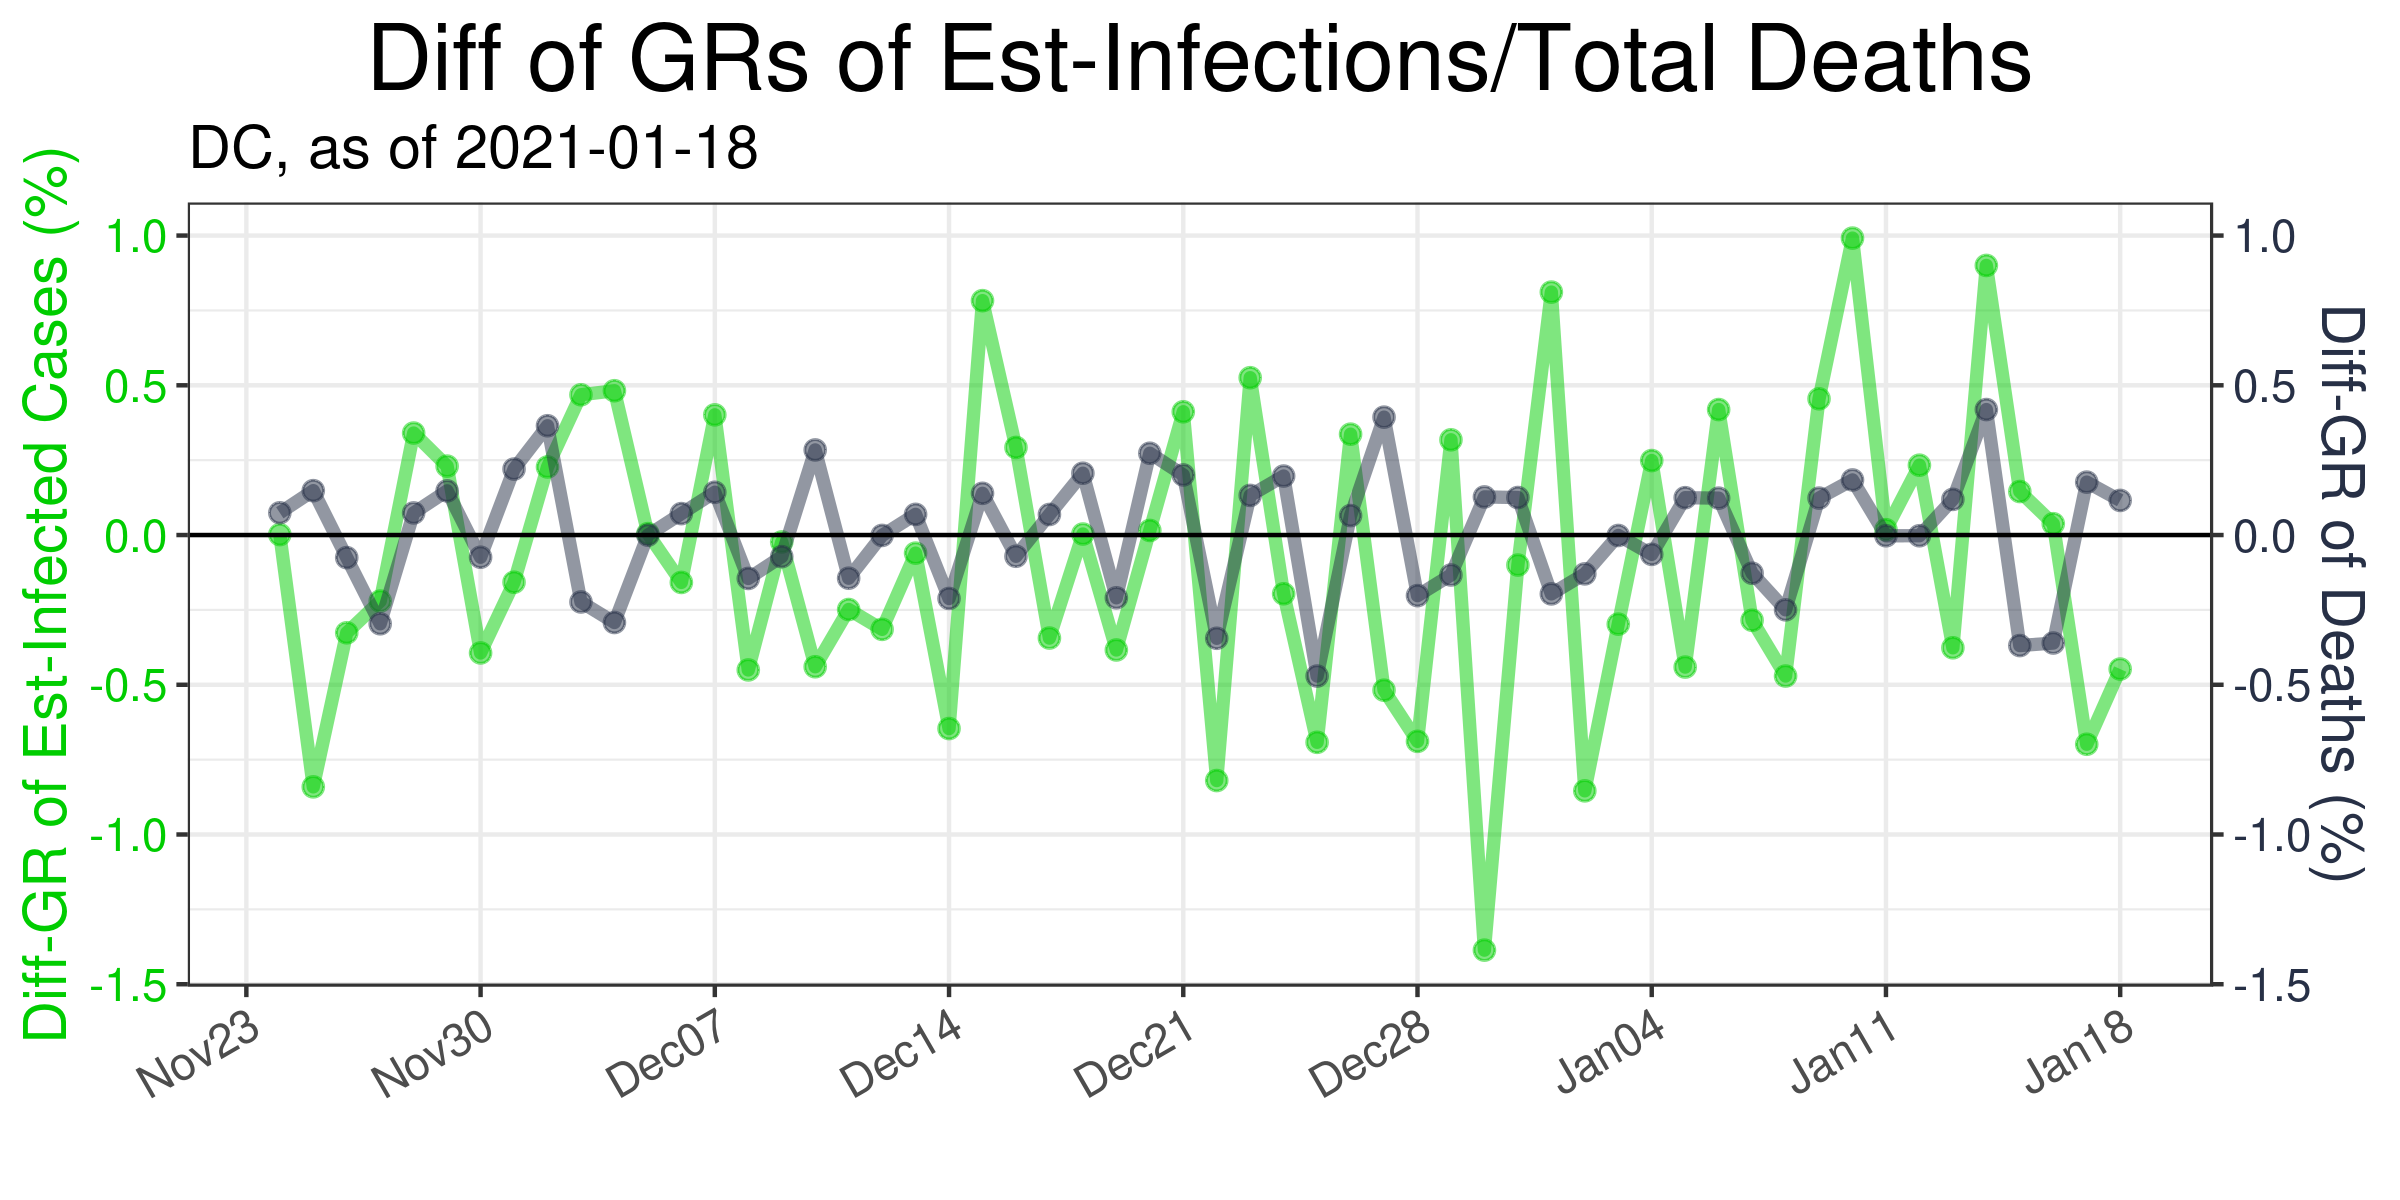 Diff of GRs of Est-Infections/Total Deaths
DC, as of 2021-01-18
Diff-GR of Est-Infected Cases (%)
1.0
0.5
0.0
-0.5
-1.0
-1.5
1.0
0.5
0.0
-0.5
-1.0
-1.5
Diff-GR of Deaths (%)
Nov23
Nov30
Dec07
Dec14
Dec21
Dec28
Jan04
Jan11
Jan18